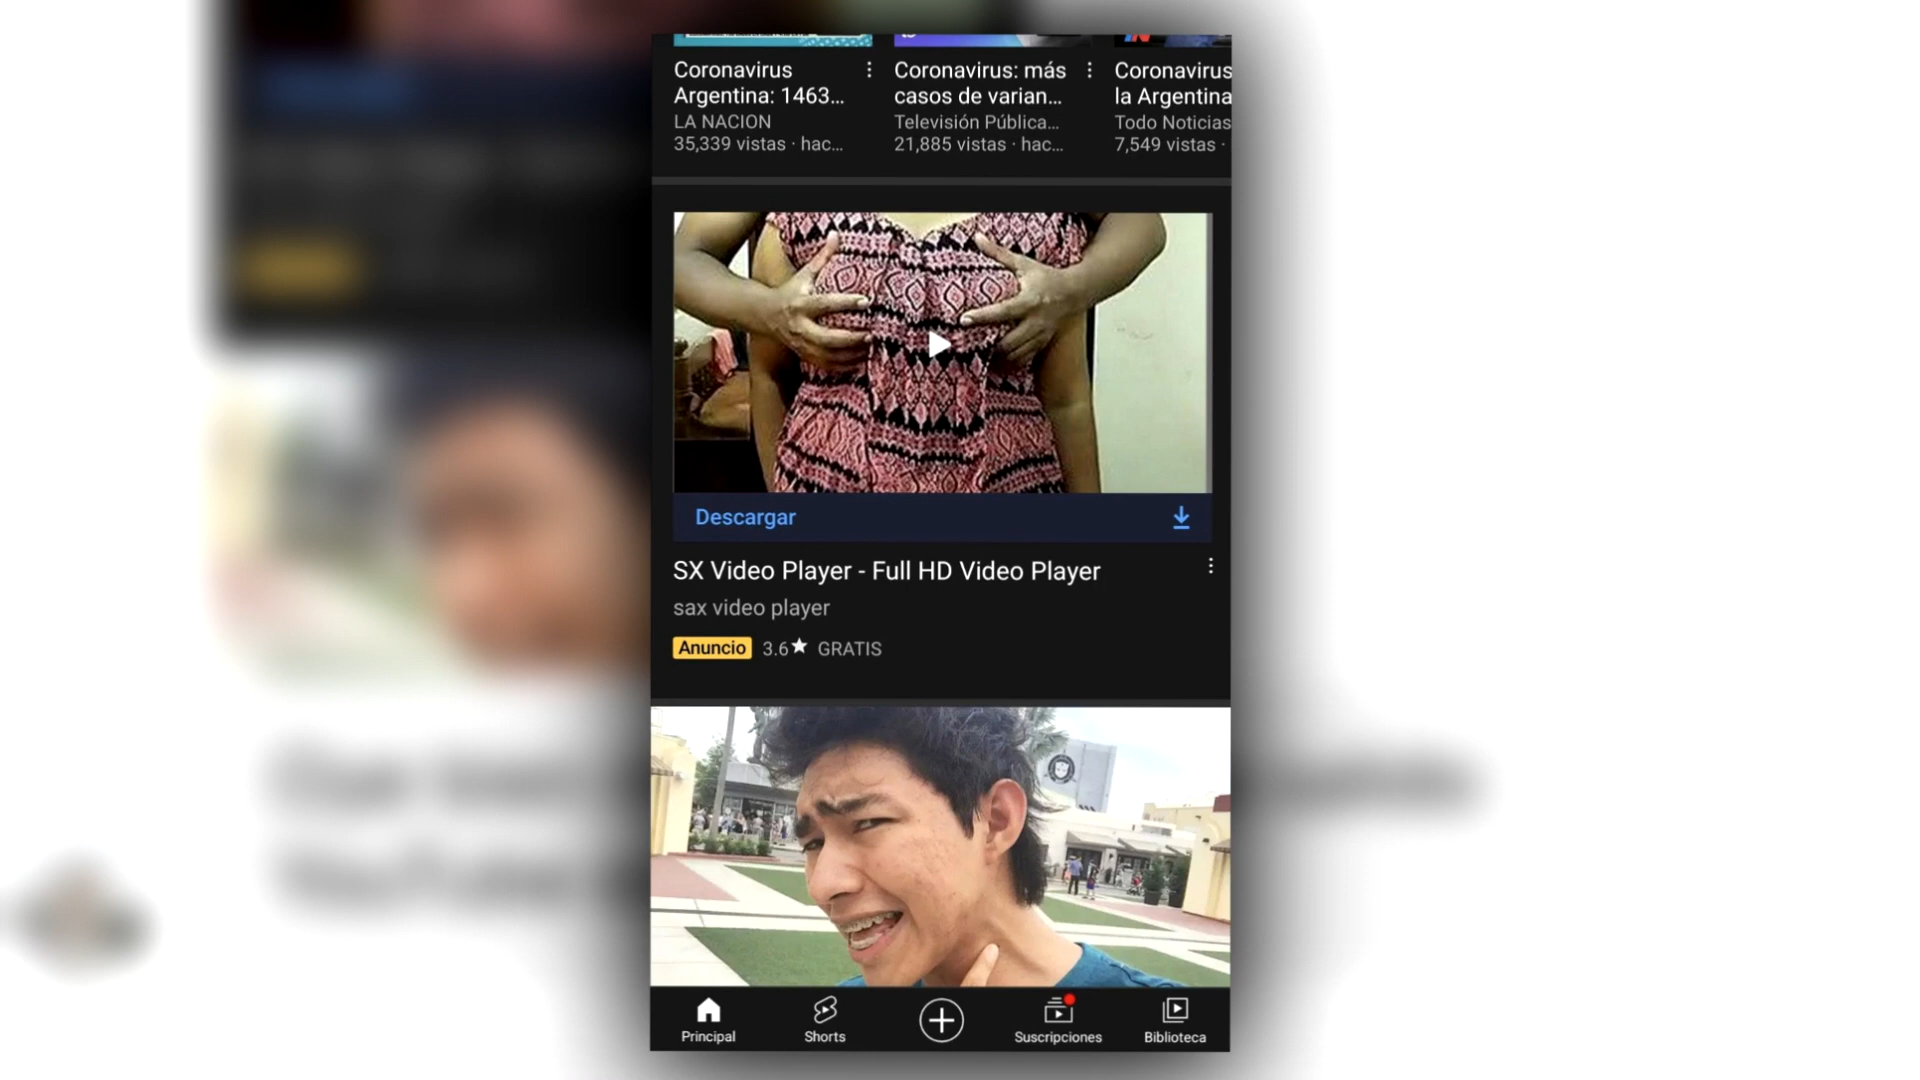 Coronavirus
Argentina: 1463...
LA NACION
35,339 vistas · hac...
Coronavirus: más
casos de varian...
Televisión Pública...
21,885 vistas · hac...
Coronavirus
la Argentina
Todo Noticias
7,549 vistas ·
Descargar
SX Video Player - Full HD Video Player
sax video player
Anuncio 3.6★ GRATIS
Principal
Shorts
Suscripciones
Biblioteca